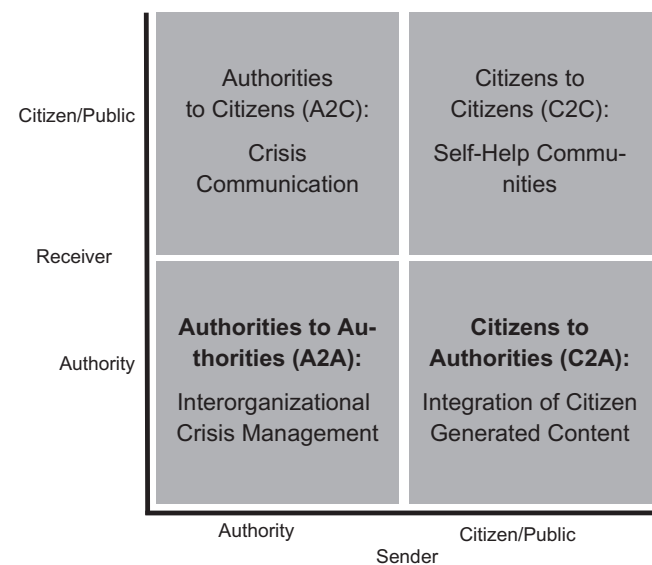 Authorities
to Citizens (A2C):
Crisis
Communication
Citizens to
Citizens (C2C):
Self-Help Commu-
nities
Citizen/Public
Receiver
Authority
Authorities to Au-
thorities (A2A):
Interorganizational
Crisis Management
Citizens to
Authorities (C2A):
Integration of Citizen
Generated Content
Authority
Citizen/Public
Sender